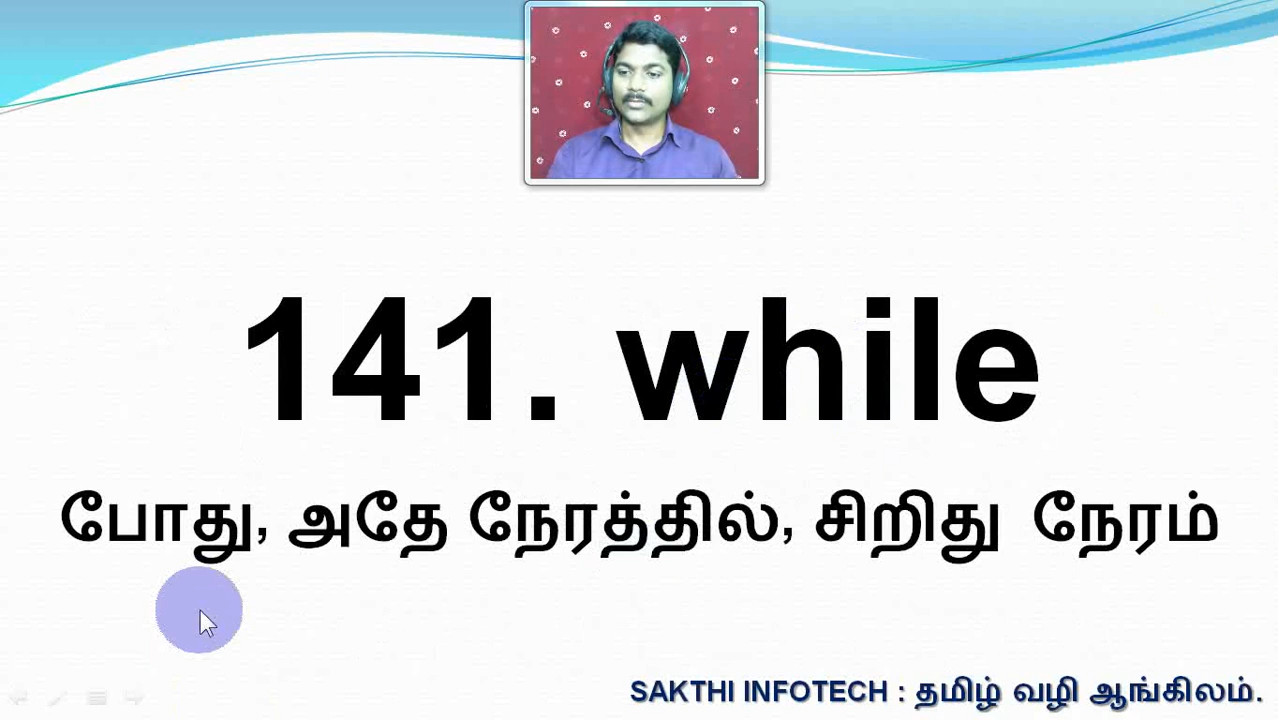 141. while
போது, அதே நேரத்தில், சிறிது நேரம்
SAKTHI INFOTECH : தமிழ் வழி ஆங்கிலம்.